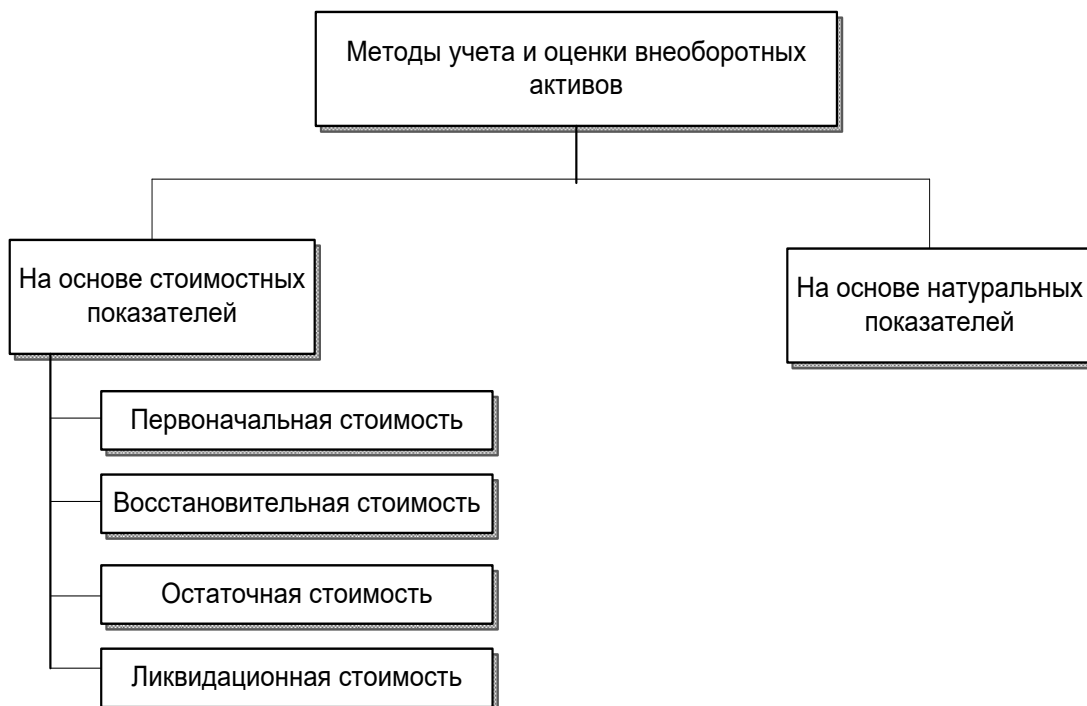 Методы учета и оценки внеоборотных
активов
На основе стоимостных
показателей
На основе натуральных
показателей
Первоначальная стоимость
Восстановительная стоимость
Остаточная стоимость
Ликвидационная стоимость